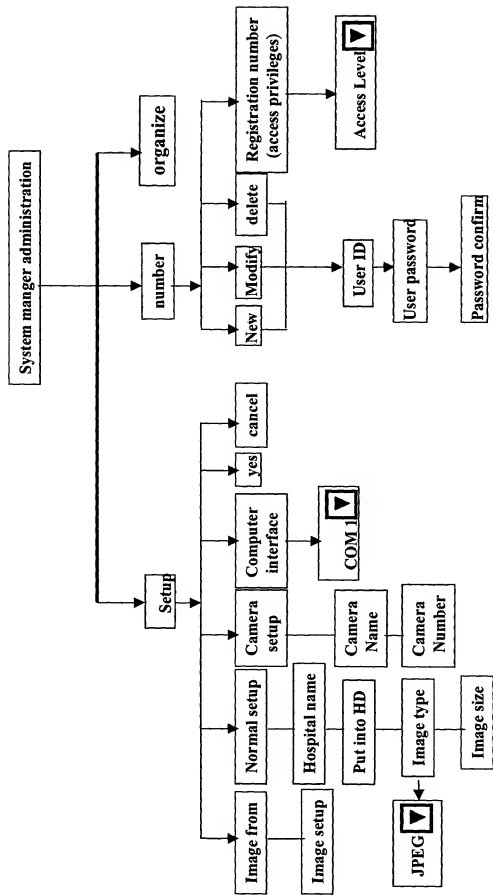 System manger administration
Setup
number
organize
Image from
Normal setup
Camera
setup
Computer
interface
yes
cancel
New
Modify
delete
Registration number
(access privileges)
Image setup
Hospital name
Camera
Name
COM 1
User ID
Access Level
Put into HD
Camera
Number
User password
JPEG
Image type
Password confirm
Image size